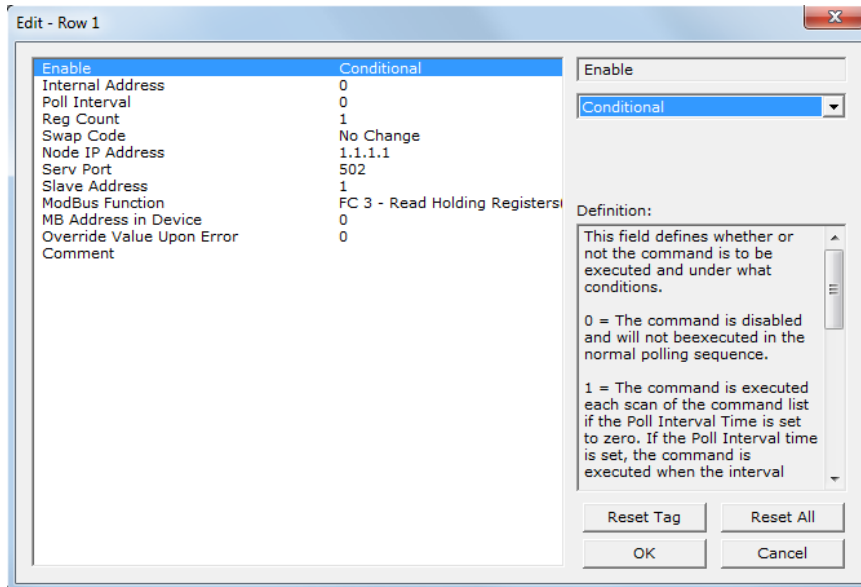 Edit - Row 1
x
Enable Conditional
Internal Address 0
Poll Interval 0
Reg Count 1
Swap Code No Change
Node IP Address 1.1.1.1
Serv Port 502
Slave Address 1
ModBus Function FC 3 - Read Holding Registers(
MB Address in Device 0
Override Value Upon Error 0
Comment
Enable
Conditional
Definition:
This field defines whether or
not the command is to be
executed and under what
conditions.
0 = The command is disabled
and will not beexecuted in the
normal polling sequence.
1 = The command is executed
each scan of the command list
if the Poll Interval Time is set
to zero. If the Poll Interval time
is set, the command is
executed when the interval
Reset Tag Reset All
OK Cancel